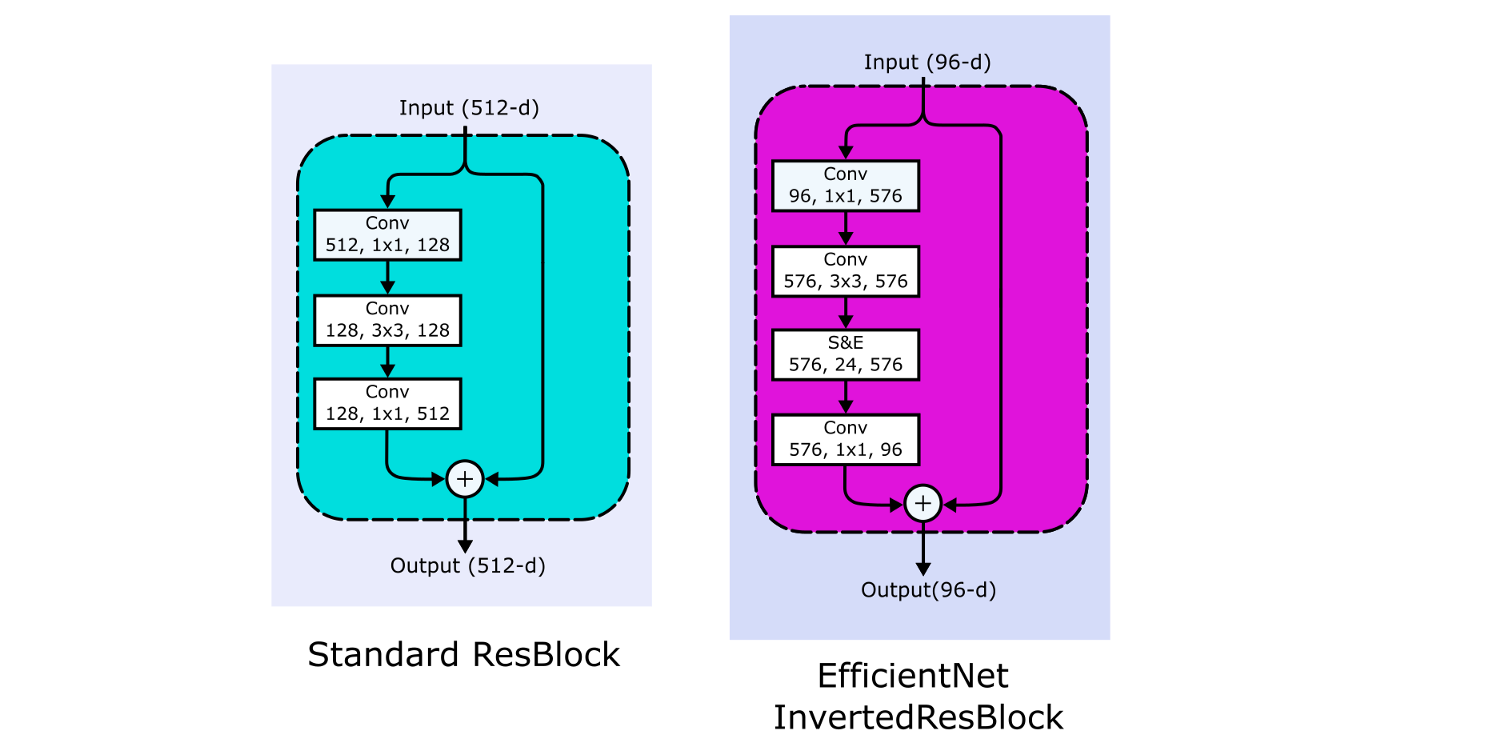 Input (512-d)
Conv
512, 1x1, 128
Conv
128, 3x3, 128
Conv
128, 1x1, 512
+
Output (512-d)
Standard ResBlock
Input (96-d)
Conv
96, 1x1, 576
Conv
576, 3x3, 576
S&E
576, 24, 576
Conv
576, 1x1, 96
+
Output(96-d)
EfficientNet
InvertedResBlock